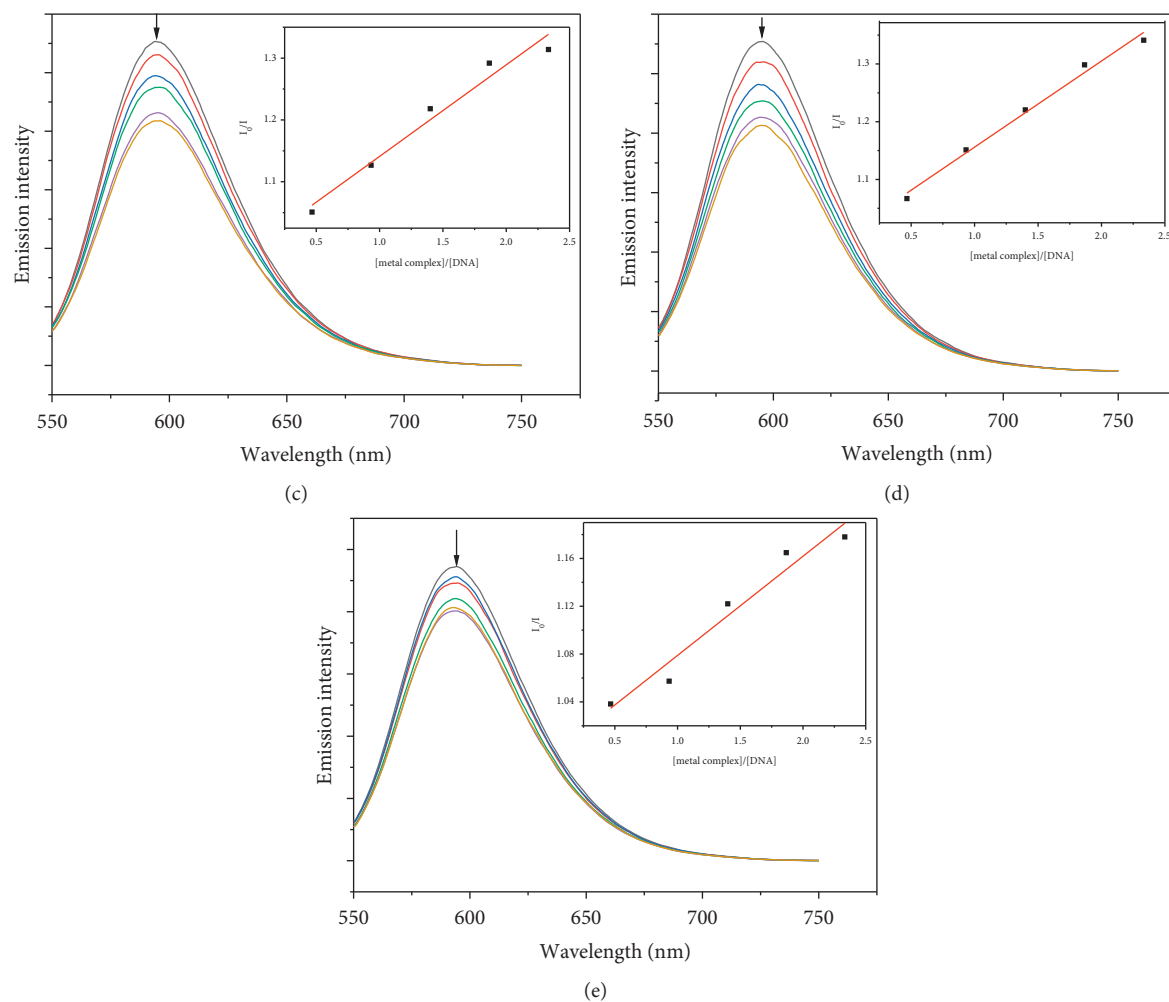 Emission intensity
I0/I
1.3
1.2
1.1
0.5 1.0 1.5 2.0 2.5
[metal complex]/[DNA]
550 600 650 700 750
Wavelength (nm)
(c)
Emission intensity
I0/I
1.3
1.2
1.1
0.5 1.0 1.5 2.0 2.5
[metal complex]/[DNA]
550 600 650 700 750
Wavelength (nm)
(d)
Emission intensity
I0/I
1.16
1.12
1.08
1.04
0.5 1.0 1.5 2.0 2.5
[metal complex]/[DNA]
550 600 650 700 750
Wavelength (nm)
(e)